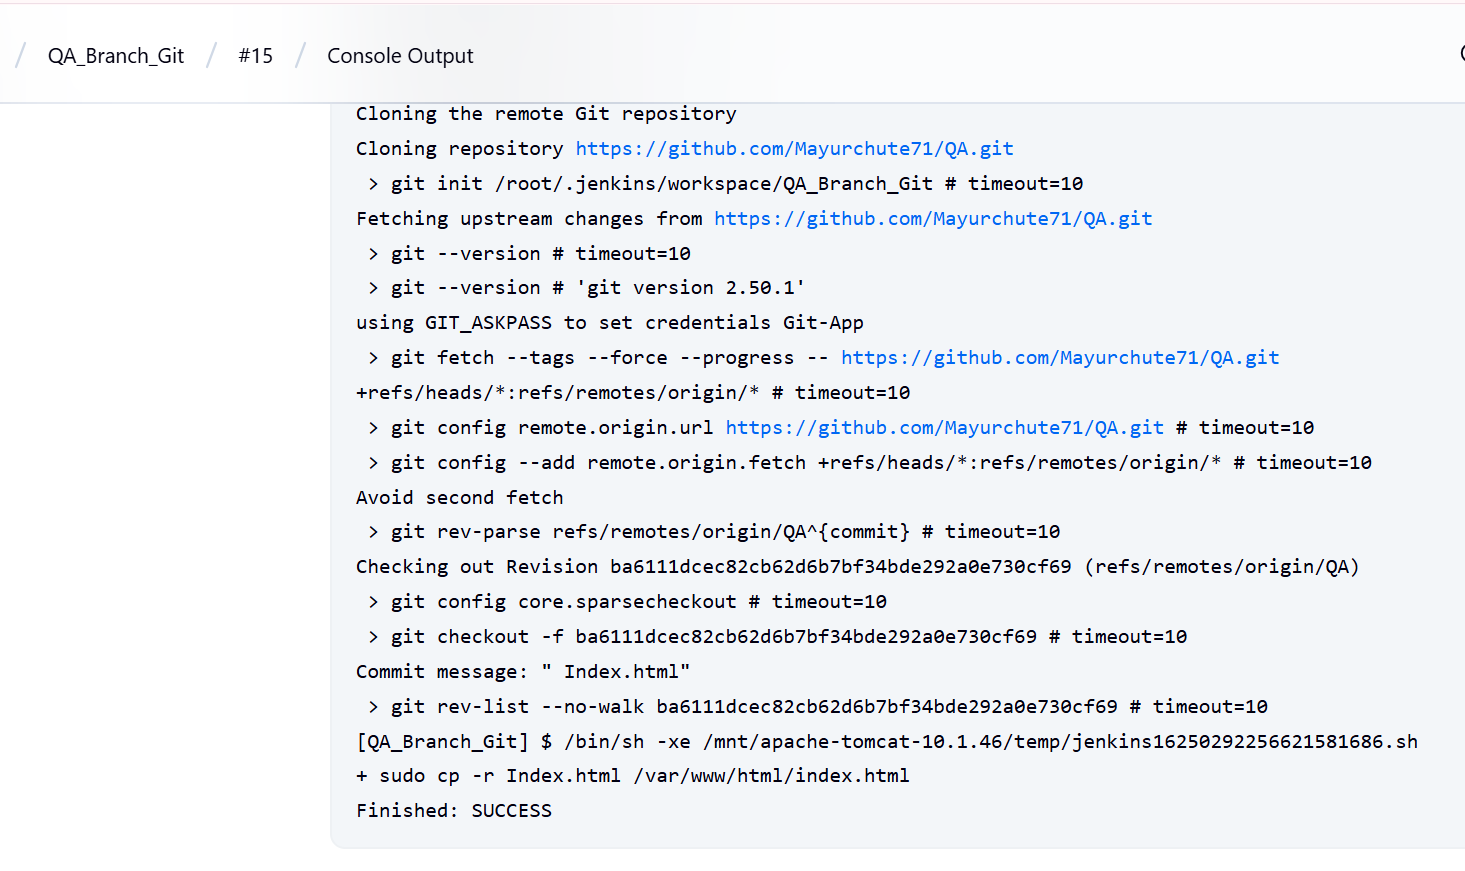 / QA_Branch_Git / #15 / Console Output
Cloning the remote Git repository
Cloning repository https://github.com/Mayurchute71/QA.git
> git init /root/.jenkins/workspace/QA_Branch_Git # timeout=10
Fetching upstream changes from https://github.com/Mayurchute71/QA.git
> git --version # timeout=10
> git --version # 'git version 2.50.1'
using GIT_ASKPASS to set credentials Git-App
> git fetch --tags --force --progress -- https://github.com/Mayurchute71/QA.git
+refs/heads/*:refs/remotes/origin/* # timeout=10
> git config remote.origin.url https://github.com/Mayurchute71/QA.git # timeout=10
> git config --add remote.origin.fetch +refs/heads/*:refs/remotes/origin/* # timeout=10
Avoid second fetch
> git rev-parse refs/remotes/origin/QA^{commit} # timeout=10
Checking out Revision ba6111dcec82cb62d6b7bf34bde292a0e730cf69 (refs/remotes/origin/QA)
> git config core.sparsecheckout # timeout=10
> git checkout -f ba6111dcec82cb62d6b7bf34bde292a0e730cf69 # timeout=10
Commit message: " Index.html"
> git rev-list --no-walk ba6111dcec82cb62d6b7bf34bde292a0e730cf69 # timeout=10
[QA_Branch_Git] $ /bin/sh -xe /mnt/apache-tomcat-10.1.46/temp/jenkins16250292256621581686.sh
+ sudo cp -r Index.html /var/www/html/index.html
Finished: SUCCESS